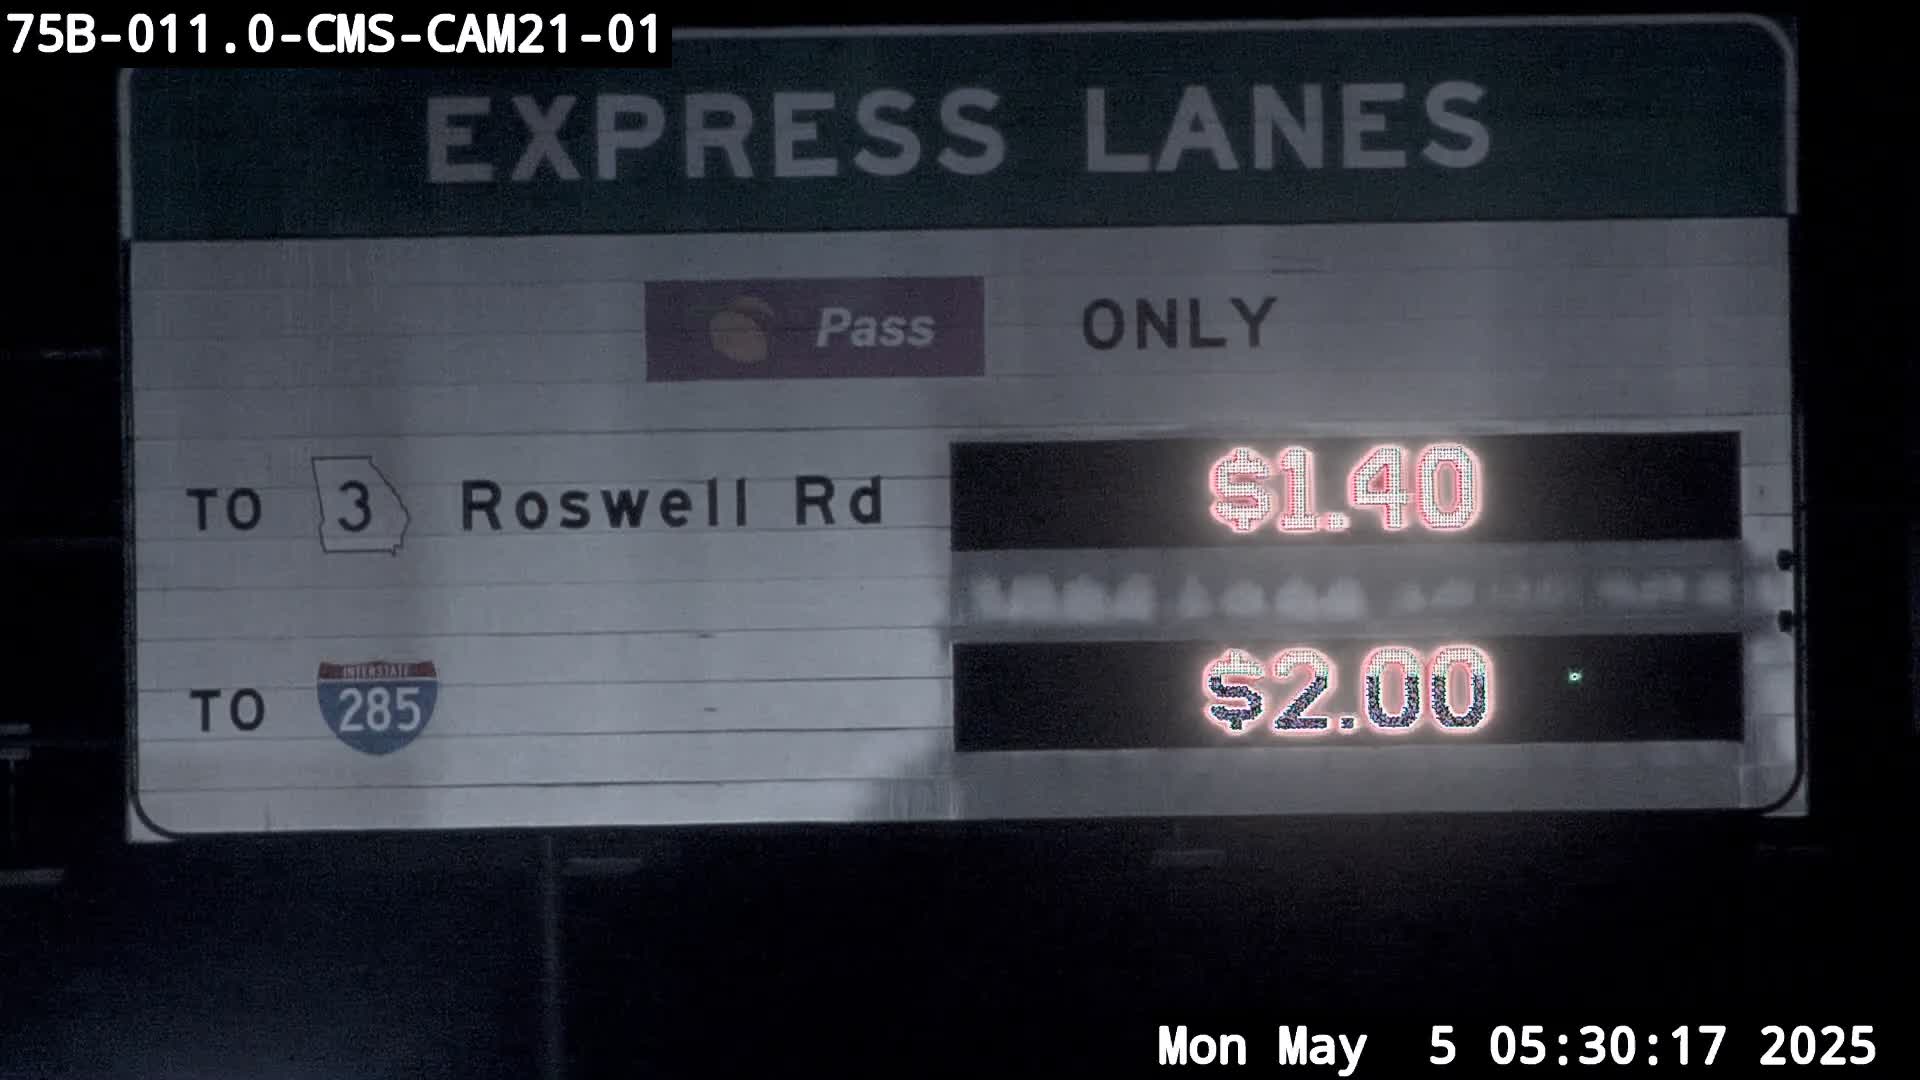 75B-011.0-CMS-CAM21-01
EXPRESS LANES
Pass ONLY
TO 3 Roswell Rd $1.40
TO INTERSTATE 285 $2.00
Mon May 5 05:30:17 2025